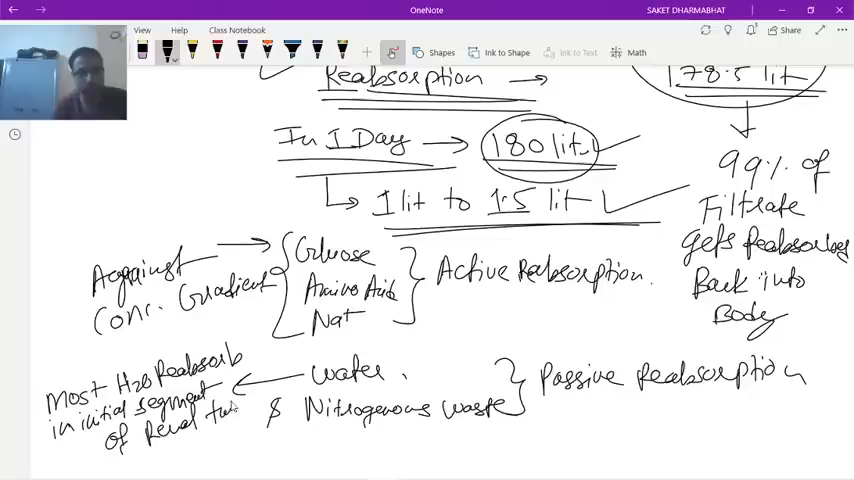 OneNote
SAKET DHARMABHAT
View Help Class Notebook
Share
Shapes Ink to Shape Ink to Text Math
Reabsorption 178.5 lit
In 1 Day 180 lit
1 lit to 1.5 lit
99% of
Filtrate
gets Reabsorbed
Back into
Body
Against
Conc. Gradient
Glucose
Amino Acids
Na+
Active Reabsorption.
Most H2O Reabsorb
in initial segment
of Renal tu
water.
& Nitrogenous waste
Passive Reabsorption